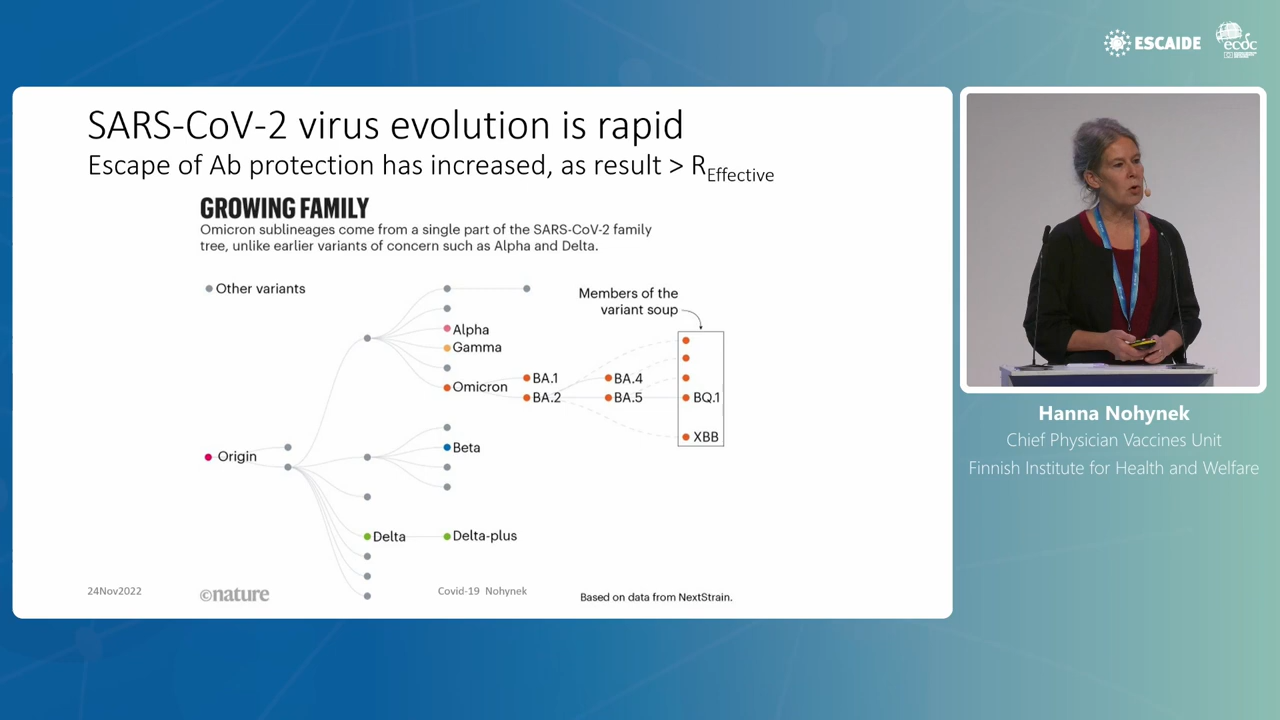 ESCAIDE
ecdc
SARS-CoV-2 virus evolution is rapid
Escape of Ab protection has increased, as result > R Effective
GROWING FAMILY
Omicron sublineages come from a single part of the SARS-CoV-2 family
tree, unlike earlier variants of concern such as Alpha and Delta.
Other variants
Members of the
variant soup
Alpha
Gamma
Omicron
BA.1
BA.2
BA.4
BA.5
BQ.1
XBB
Origin
Beta
Delta
Delta-plus
24Nov2022
©nature
Covid-19 Nohynek
Based on data from NextStrain.
Hanna Nohynek
Chief Physician Vaccines Unit
Finnish Institute for Health and Welfare